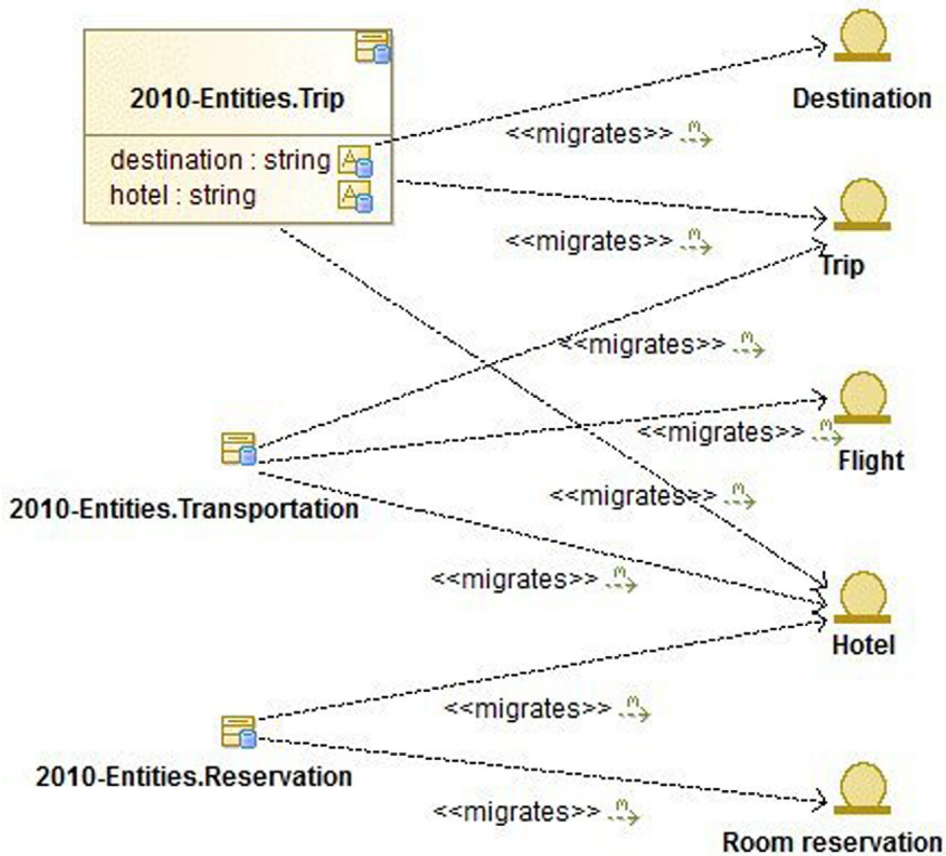 Destination
2010-Entities.Trip
<<migrates>>
destination : string
hotel : string
<<migrates>>
Trip
<<migrates>>
<<migrates>>
Flight
<<migrates>>
2010-Entities.Transportation
<<migrates>>
Hotel
<<migrates>>
2010-Entities.Reservation
<<migrates>>
Room reservation